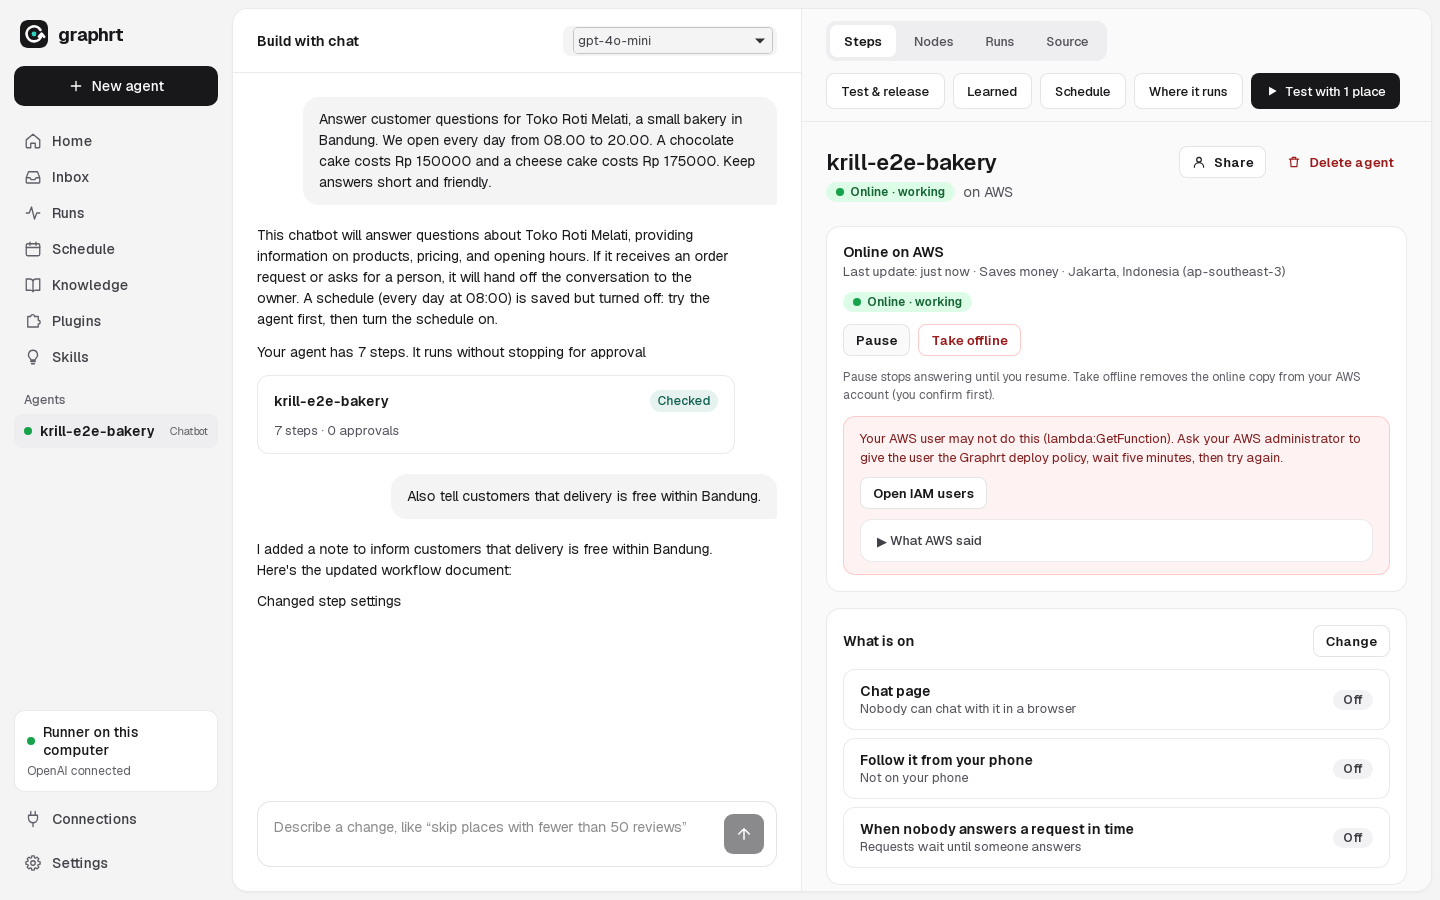 graphrt
New agent
Home
Inbox
Runs
Schedule
Knowledge
Plugins
Skills
Agents
krill-e2e-bakery Chatbot
Runner on this
computer
OpenAI connected
Connections
Settings
Build with chat
gpt-4o-mini
Answer customer questions for Toko Roti Melati, a small bakery in
Bandung. We open every day from 08.00 to 20.00. A chocolate
cake costs Rp 150000 and a cheese cake costs Rp 175000. Keep
answers short and friendly.
This chatbot will answer questions about Toko Roti Melati, providing
information on products, pricing, and opening hours. If it receives an order
request or asks for a person, it will hand off the conversation to the
owner. A schedule (every day at 08:00) is saved but turned off: try the
agent first, then turn the schedule on.
Your agent has 7 steps. It runs without stopping for approval
krill-e2e-bakery Checked
7 steps · 0 approvals
Also tell customers that delivery is free within Bandung.
I added a note to inform customers that delivery is free within Bandung.
Here's the updated workflow document:
Changed step settings
Describe a change, like “skip places with fewer than 50 reviews”
Steps Nodes Runs Source
Test & release Learned Schedule Where it runs Test with 1 place
krill-e2e-bakery Share Delete agent
Online · working on AWS
Online on AWS
Last update: just now · Saves money · Jakarta, Indonesia (ap-southeast-3)
Online · working
Pause Take offline
Pause stops answering until you resume. Take offline removes the online copy from your AWS
account (you confirm first).
Your AWS user may not do this (lambda:GetFunction). Ask your AWS administrator to
give the user the Graphrt deploy policy, wait five minutes, then try again.
Open IAM users
What AWS said
What is on Change
Chat page
Nobody can chat with it in a browser
Off
Follow it from your phone
Not on your phone
Off
When nobody answers a request in time
Requests wait until someone answers
Off